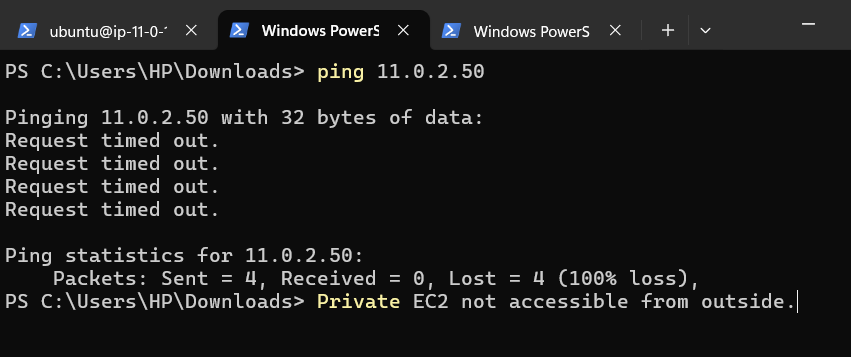 ubuntu@ip-11-0-1
Windows PowerS
Windows PowerS
PS C:\Users\HP\Downloads> ping 11.0.2.50
Pinging 11.0.2.50 with 32 bytes of data:
Request timed out.
Request timed out.
Request timed out.
Request timed out.
Ping statistics for 11.0.2.50:
    Packets: Sent = 4, Received = 0, Lost = 4 (100% loss),
PS C:\Users\HP\Downloads> Private EC2 not accessible from outside.